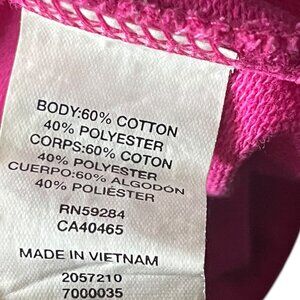 BODY:60% COTTON
40% POLYESTER
CORPS:60% COTON
40% POLYESTER
CUERPO:60% ALGODÓN
40% POLIÉSTER
RN59284
CA40465
MADE IN VIETNAM
2057210
7000035